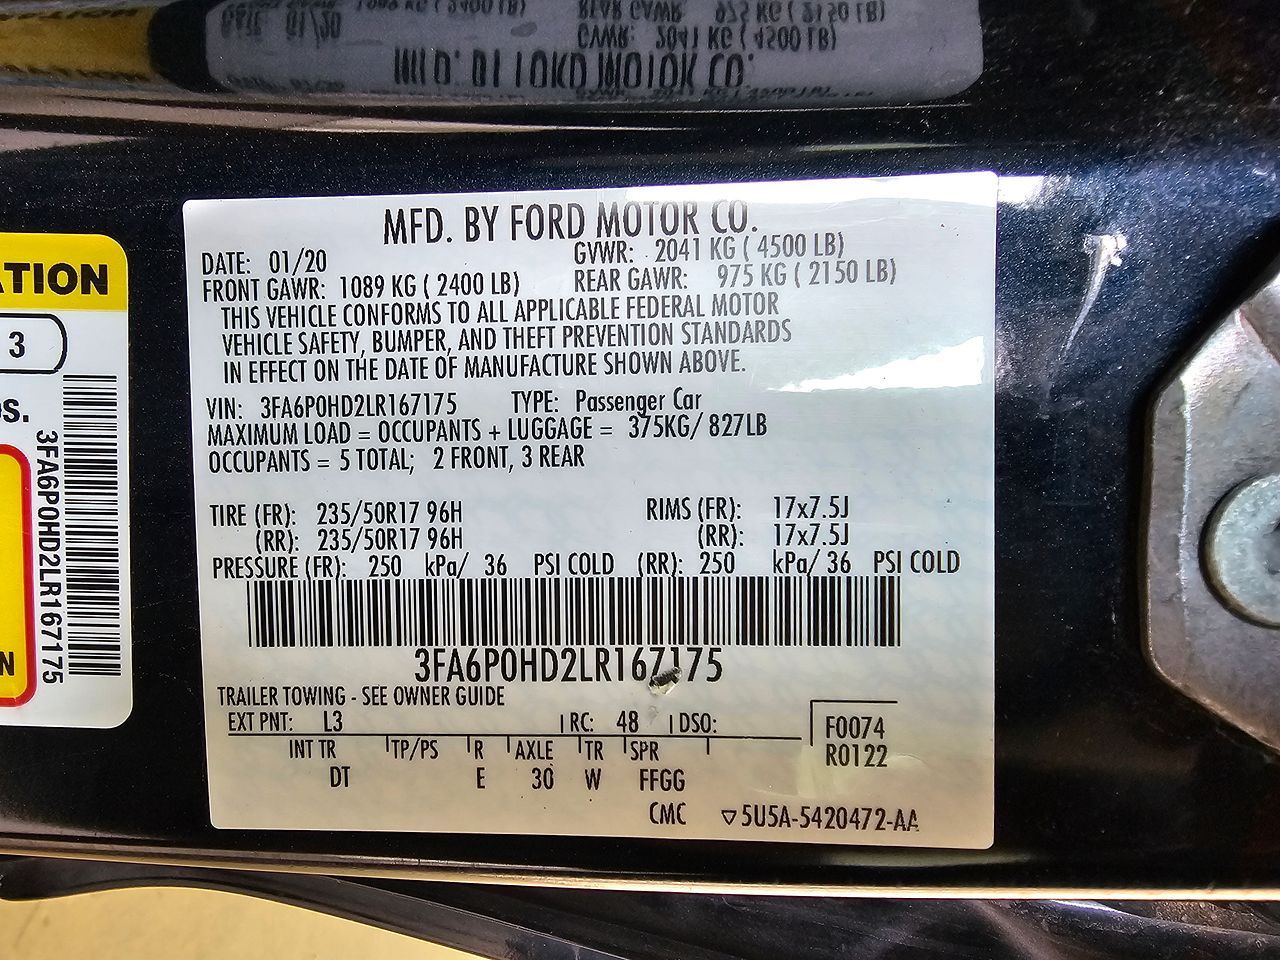 MFD. BY FORD MOTOR CO.
DATE: 01/20 GVWR: 2041 KG ( 4500 LB)
FRONT GAWR: 1089 KG ( 2400 LB) REAR GAWR: 975 KG ( 2150 LB)
THIS VEHICLE CONFORMS TO ALL APPLICABLE FEDERAL MOTOR
VEHICLE SAFETY, BUMPER, AND THEFT PREVENTION STANDARDS
IN EFFECT ON THE DATE OF MANUFACTURE SHOWN ABOVE.
VIN: 3FA6P0HD2LR167175 TYPE: Passenger Car
MAXIMUM LOAD = OCCUPANTS + LUGGAGE = 375KG/ 827LB
OCCUPANTS = 5 TOTAL; 2 FRONT, 3 REAR
TIRE (FR): 235/50R17 96H RIMS (FR): 17x7.5J
(RR): 235/50R17 96H (RR): 17x7.5J
PRESSURE (FR): 250 kPa/ 36 PSI COLD (RR): 250 kPa/ 36 PSI COLD
3FA6P0HD2LR167175
TRAILER TOWING - SEE OWNER GUIDE
EXT PNT: L3 RC: 48 DSO: F0074
R0122
INT TR TP/PS R AXLE TR SPR
DT E 30 W FFGG
CMC ▽5U5A-5420472-AA
ATION
3
S.
3FA6P0HD2LR167175
N